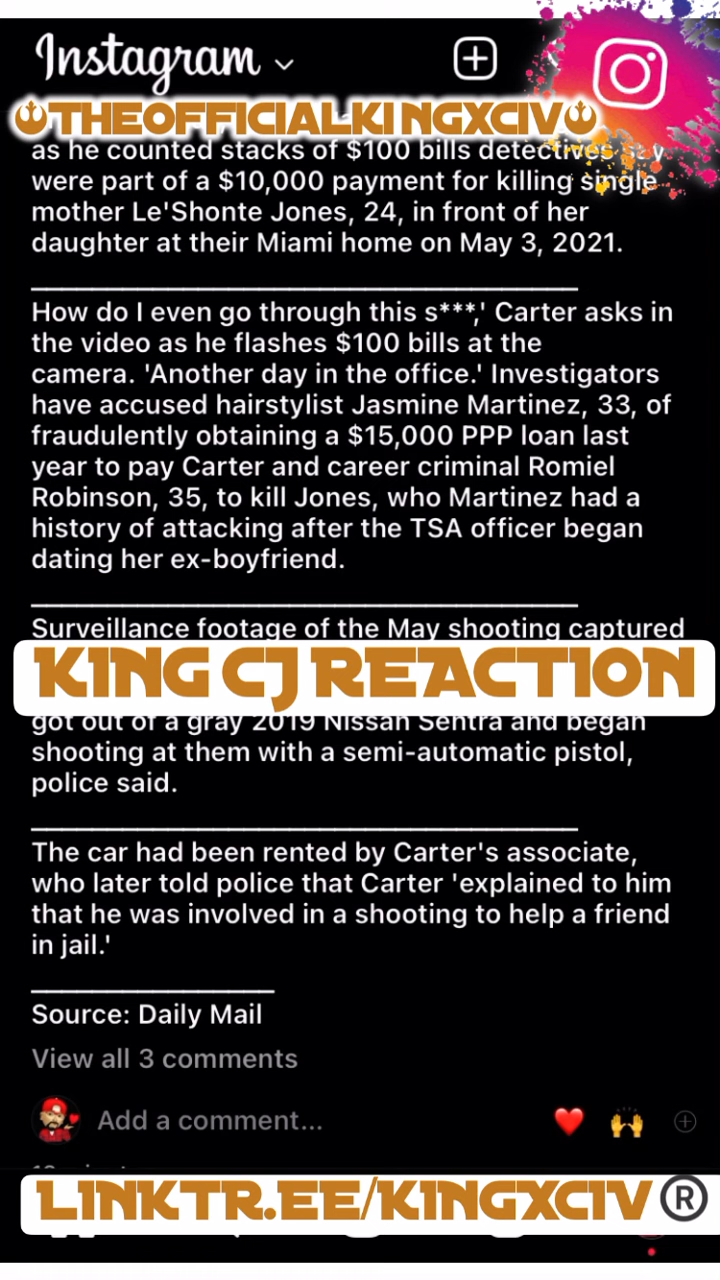 Instagram
THEOFFICIALKINGXCIV
as he counted stacks of $100 bills detectives
were part of a $10,000 payment for killing single
mother Le'Shonte Jones, 24, in front of her
daughter at their Miami home on May 3, 2021.
How do I even go through this s***,' Carter asks in
the video as he flashes $100 bills at the
camera. 'Another day in the office.' Investigators
have accused hairstylist Jasmine Martinez, 33, of
fraudulently obtaining a $15,000 PPP loan last
year to pay Carter and career criminal Romiel
Robinson, 35, to kill Jones, who Martinez had a
history of attacking after the TSA officer began
dating her ex-boyfriend.
Surveillance footage of the May shooting captured
KING CJ REACTION
got out of a gray 2019 Nissan Sentra and began
shooting at them with a semi-automatic pistol,
police said.
The car had been rented by Carter's associate,
who later told police that Carter 'explained to him
that he was involved in a shooting to help a friend
in jail.'
Source: Daily Mail
View all 3 comments
Add a comment...
LINKTR.EE/KINGXCIV®